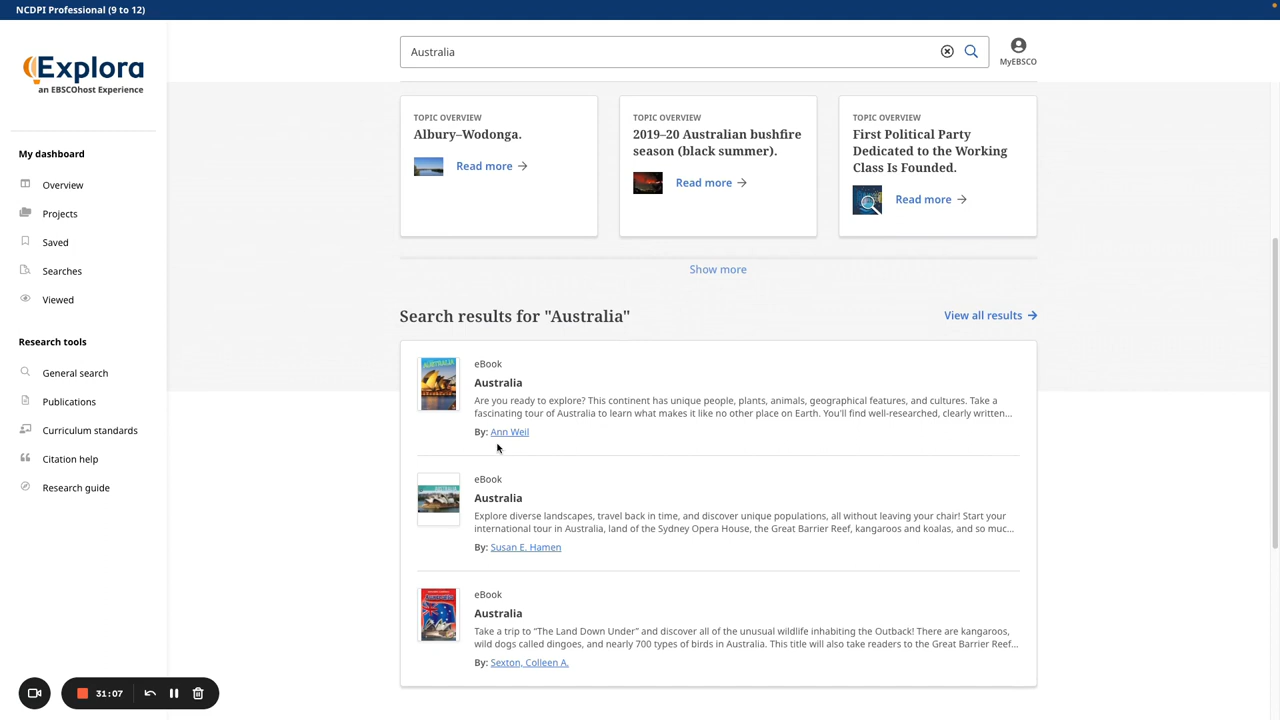 NCDPI Professional (9 to 12)
Explora
an EBSCOhost Experience
My dashboard
Overview
Projects
Saved
Searches
Viewed
Research tools
General search
Publications
Curriculum standards
Citation help
Research guide
Australia
MyEBSCO
TOPIC OVERVIEW
Albury–Wodonga.
Read more
TOPIC OVERVIEW
2019–20 Australian bushfire
season (black summer).
Read more
TOPIC OVERVIEW
First Political Party
Dedicated to the Working
Class Is Founded.
Read more
Show more
Search results for "Australia"
View all results
AUSTRALIA
eBook
Australia
Are you ready to explore? This continent has unique people, plants, animals, geographical features, and cultures. Take a
fascinating tour of Australia to learn what makes it like no other place on Earth. You'll find well-researched, clearly written...
By: Ann Weil
eBook
Australia
Explore diverse landscapes, travel back in time, and discover unique populations, all without leaving your chair! Start your
international tour in Australia, land of the Sydney Opera House, the Great Barrier Reef, kangaroos and koalas, and so muc...
By: Susan E. Hamen
eBook
Australia
Take a trip to “The Land Down Under” and discover all of the unusual wildlife inhabiting the Outback! There are kangaroos,
wild dogs called dingoes, and nearly 700 types of birds in Australia. This title will also take readers to the Great Barrier Reef...
By: Sexton, Colleen A.
31:07